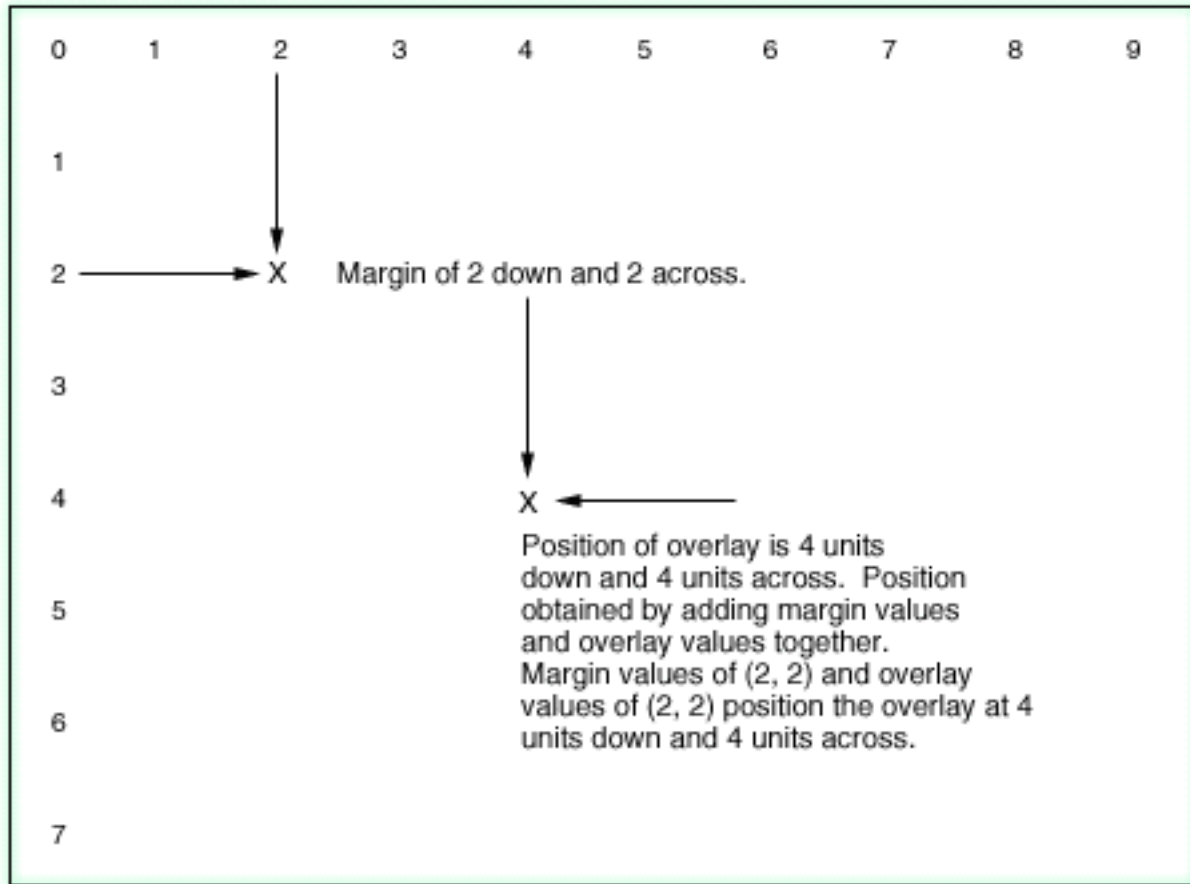 0 1 2 3 4 5 6 7 8 9
1
2 X Margin of 2 down and 2 across.
3
4 X
Position of overlay is 4 units
down and 4 units across. Position
5 obtained by adding margin values
and overlay values together.
Margin values of (2, 2) and overlay
6 values of (2, 2) position the overlay at 4
units down and 4 units across.
7